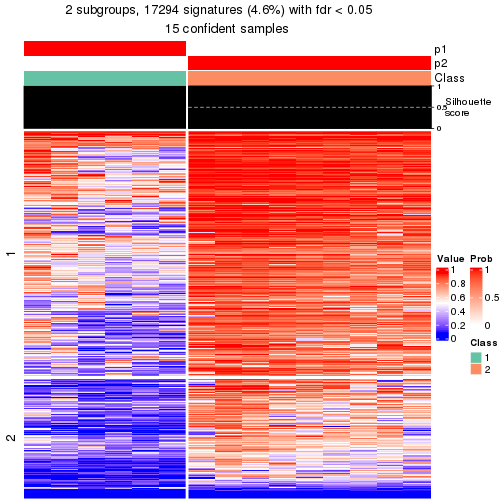 2 subgroups, 17294 signatures (4.6%) with fdr < 0.05
15 confident samples
p1
p2
Class
1
0.5
0
Silhouette
score
1
2
Value
1
0.8
0.6
0.4
0.2
0
Prob
1
0.5
0
Class
1
2